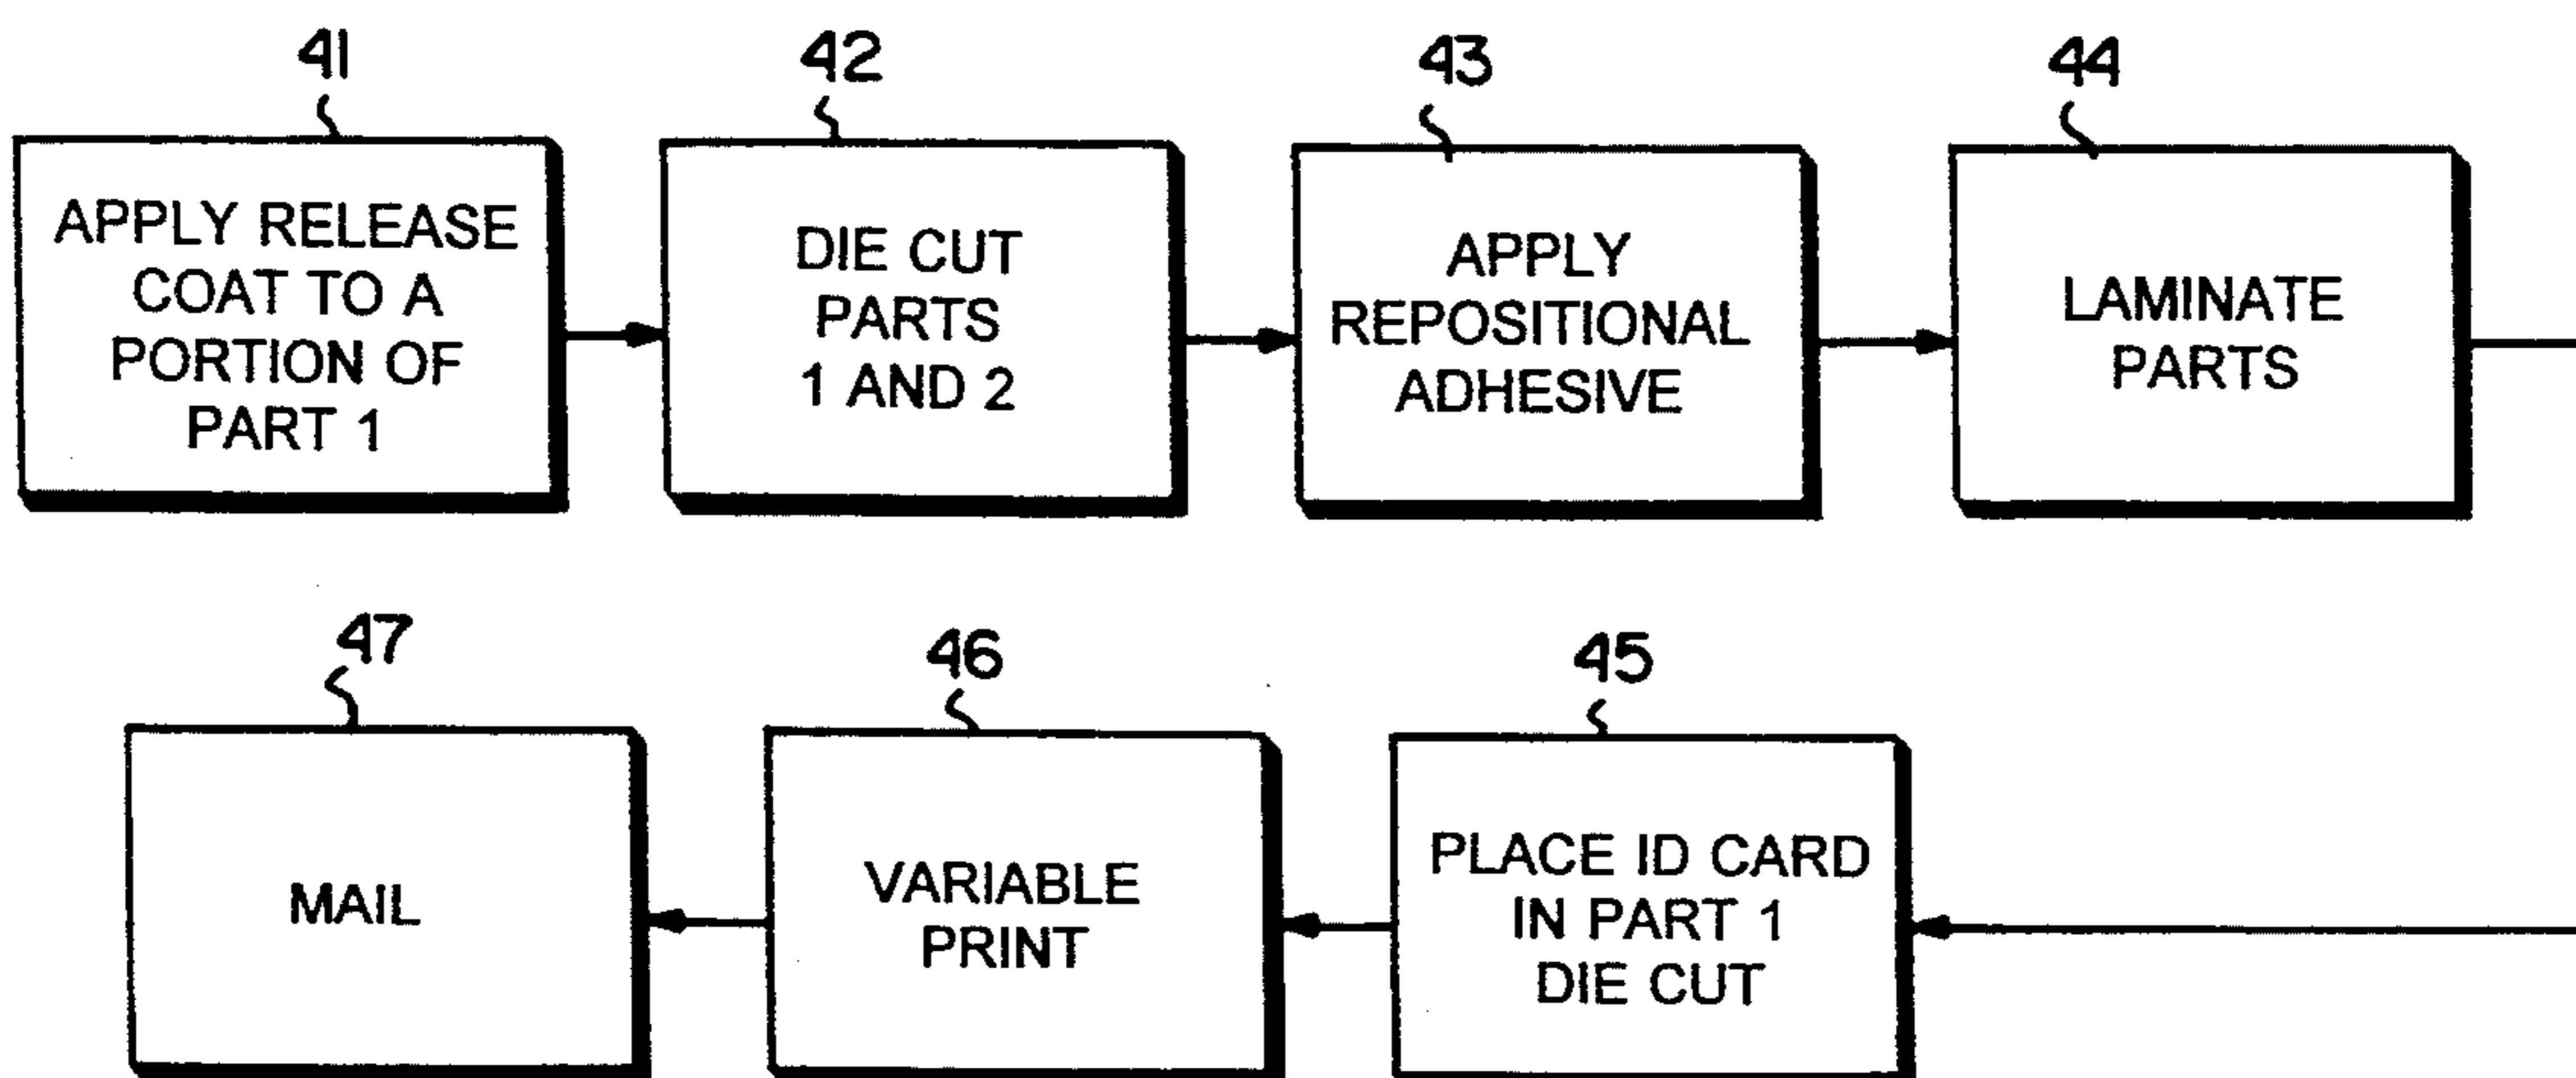 41
APPLY RELEASE
COAT TO A
PORTION OF
PART 1
42
DIE CUT
PARTS
1 AND 2
43
APPLY
REPOSITIONAL
ADHESIVE
44
LAMINATE
PARTS
45
PLACE ID CARD
IN PART 1
DIE CUT
46
VARIABLE
PRINT
47
MAIL